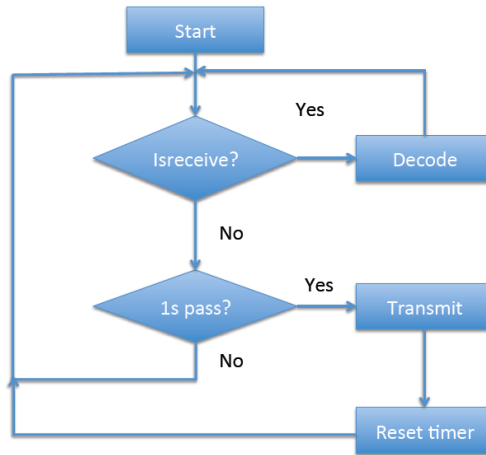 Start
Yes
Isreceive?
Decode
No
Yes
1s pass?
Transmit
No
Reset timer